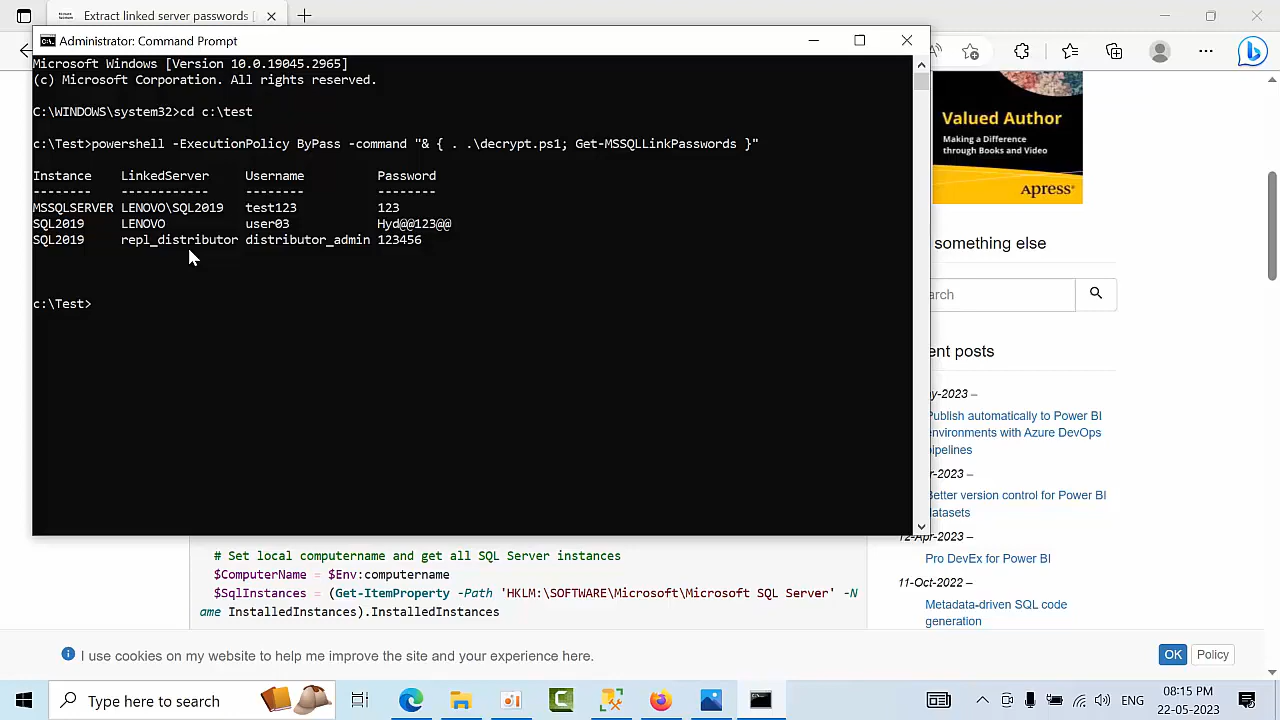 Extract linked server passwords [
Administrator: Command Prompt
Microsoft Windows [Version 10.0.19045.2965]
(c) Microsoft Corporation. All rights reserved.
C:\WINDOWS\system32>cd c:\test
c:\Test>powershell -ExecutionPolicy ByPass -command "& { . .\decrypt.ps1; Get-MSSQLLinkPasswords }"
Instance LinkedServer Username Password
-------- ------------ -------- --------
MSSQLSERVER LENOVO\SQL2019 test123 123
SQL2019 LENOVO user03 Hyd@@123@@
SQL2019 repl_distributor distributor_admin 123456
c:\Test>
Valued Author
Making a Difference
through Books and Video
Apress®
something else
arch
ent posts
y-2023 –
Publish automatically to Power BI
environments with Azure DevOps
pipelines
r-2023 –
Better version control for Power BI
datasets
12-Apr-2023 –
Pro DevEx for Power BI
11-Oct-2022 –
Metadata-driven SQL code
generation
# Set local computername and get all SQL Server instances
$ComputerName = $Env:computername
$SqlInstances = (Get-ItemProperty -Path 'HKLM:\SOFTWARE\Microsoft\Microsoft SQL Server' -N
ame InstalledInstances).InstalledInstances
I use cookies on my website to help me improve the site and your experience here.
OK Policy
Type here to search
ENG
08:15 PM
22-05-2023